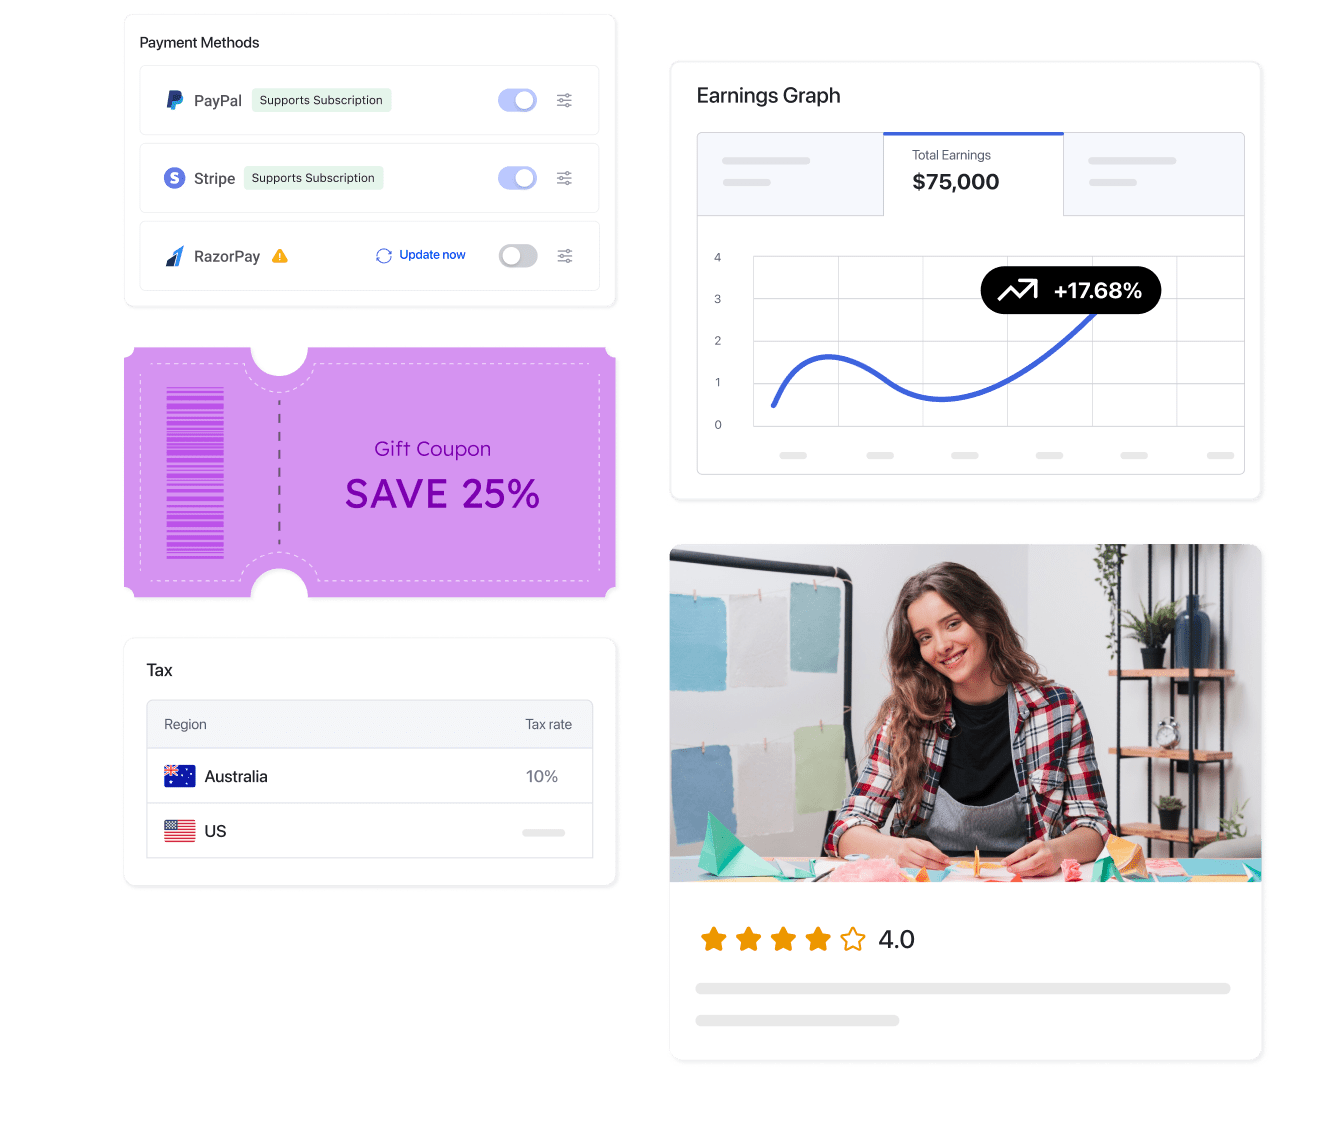 Payment Methods
PayPal Supports Subscription
Stripe Supports Subscription
RazorPay Update now
Gift Coupon
SAVE 25%
Tax
Region Tax rate
Australia 10%
US
Earnings Graph
Total Earnings
$75,000
4
3
2
1
0
+17.68%
4.0